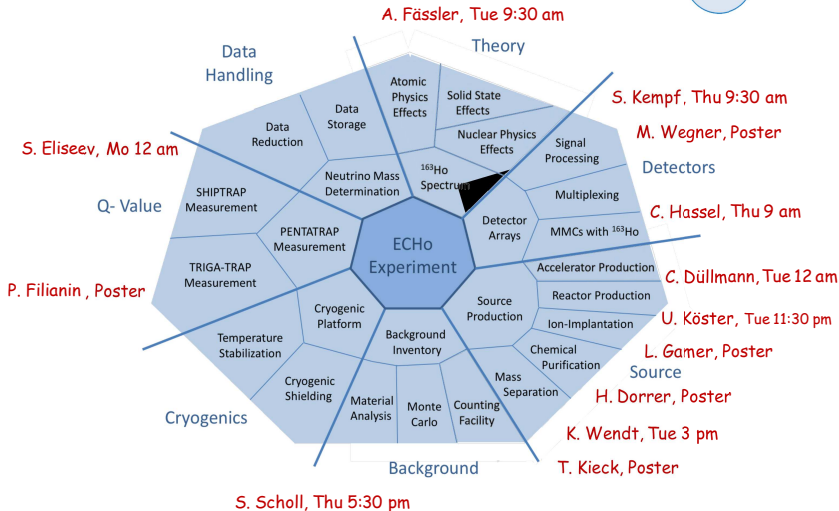 A. Fässler, Tue 9:30 am
Theory
Data
Handling
Atomic
Physics
Effects
Solid State
Effects
Nuclear Physics
Effects
Data
Storage
Data
Reduction
Neutrino Mass
Determination
163Ho
Spectrum
S. Kempf, Thu 9:30 am
M. Wegner, Poster
Signal
Processing
Detectors
Multiplexing
Detector
Arrays
MMCs with 163Ho
C. Hassel, Thu 9 am
S. Eliseev, Mo 12 am
Q- Value
SHIPTRAP
Measurement
PENTATRAP
Measurement
TRIGA-TRAP
Measurement
P. Filianin , Poster
ECHo
Experiment
Accelerator Production
C. Düllmann, Tue 12 am
Reactor Production
Source
Production
Ion-Implantation
U. Köster, Tue 11:30 pm
Chemical
Purification
L. Gamer, Poster
Source
Mass
Separation
H. Dorrer, Poster
K. Wendt, Tue 3 pm
T. Kieck, Poster
Cryogenic
Platform
Temperature
Stabilization
Cryogenic
Shielding
Cryogenics
Background
Inventory
Material
Analysis
Monte
Carlo
Counting
Facility
Background
S. Scholl, Thu 5:30 pm